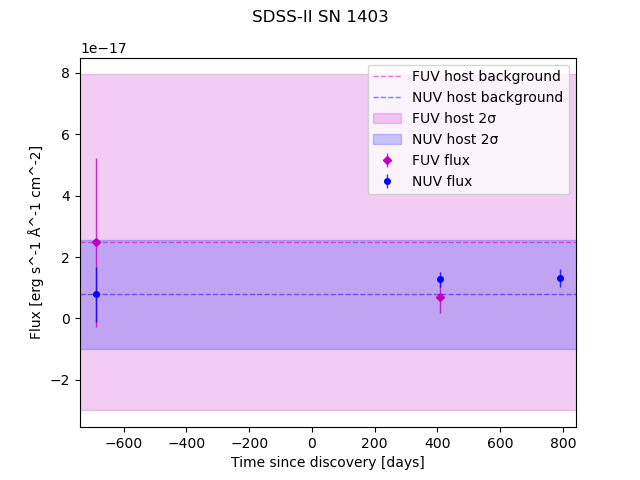 SDSS-II SN 1403
1e−17
FUV host background
NUV host background
FUV host 2σ
NUV host 2σ
FUV flux
NUV flux
8
6
4
2
0
−2
Flux [erg s^-1 Å^-1 cm^-2]
−600
−400
−200
0
200
400
600
800
Time since discovery [days]